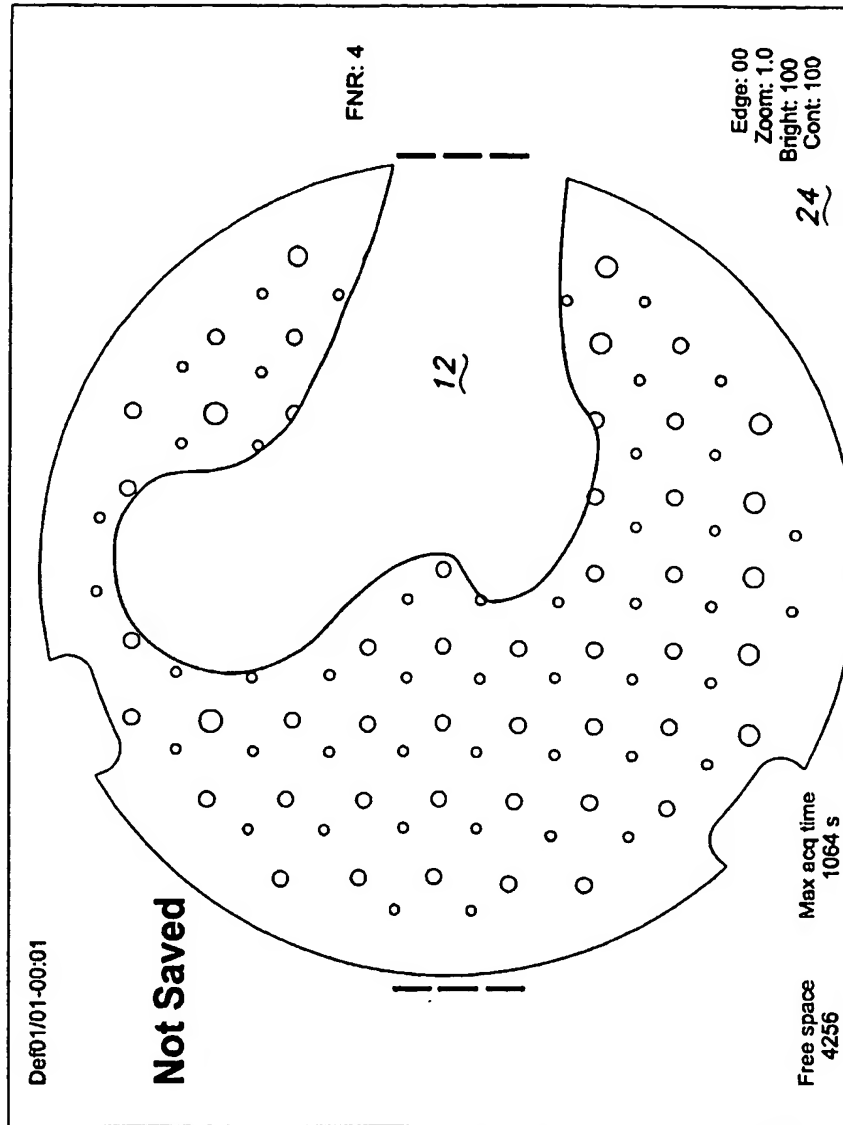 Def01/01-00:01
Not Saved
FNR: 4
12
Free space
4256
Max acq time
1064 s
Edge: 00
Zoom: 1.0
Bright: 100
Cont: 100
24